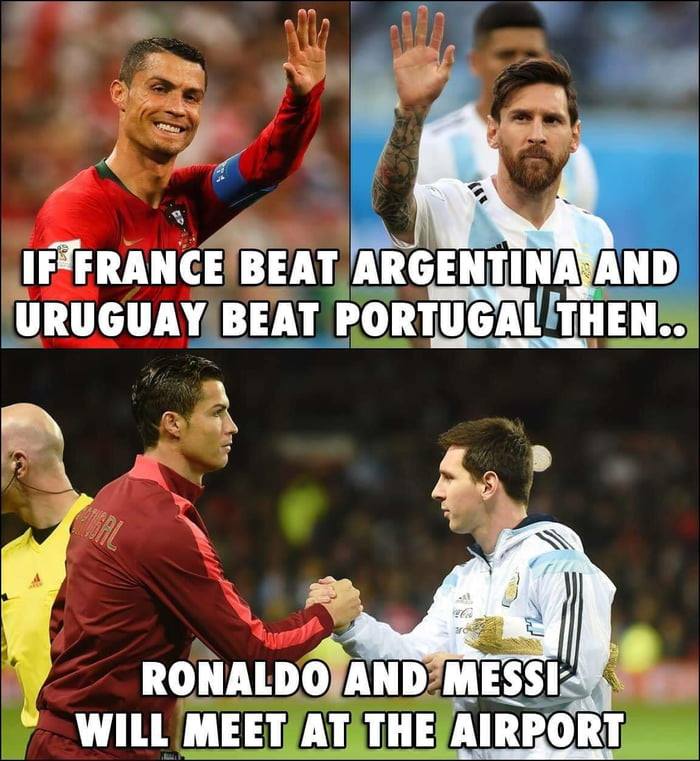 IF FRANCE BEAT ARGENTINA AND
URUGUAY BEAT PORTUGAL THEN..
RONALDO AND MESSI
WILL MEET AT THE AIRPORT